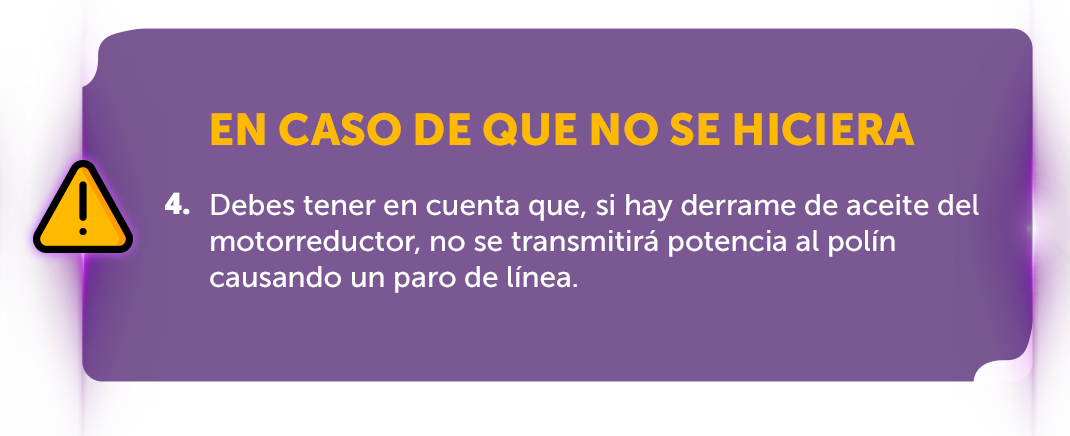 EN CASO DE QUE NO SE HICIERA
4. Debes tener en cuenta que, si hay derrame de aceite del
motorreductor, no se transmitirá potencia al polín
causando un paro de línea.